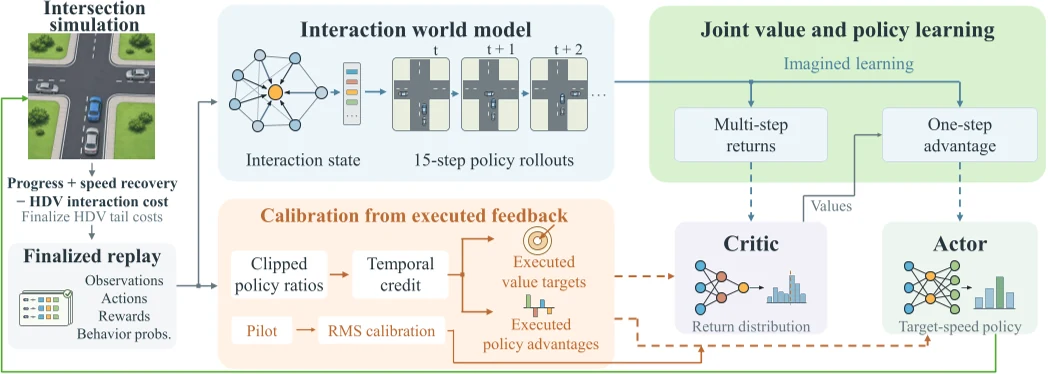 Intersection
simulation
Progress + speed recovery
− HDV interaction cost
Finalize HDV tail costs
Finalized replay
Observations
Actions
Rewards
Behavior probs.
Interaction world model
t
t + 1
t + 2
...
...
Interaction state
15-step policy rollouts
Calibration from executed feedback
Clipped
policy ratios
Temporal
credit
Executed
value targets
Executed
policy advantages
Pilot
RMS calibration
Joint value and policy learning
Imagined learning
Multi-step
returns
One-step
advantage
Values
Critic
Return distribution
Actor
Target-speed policy